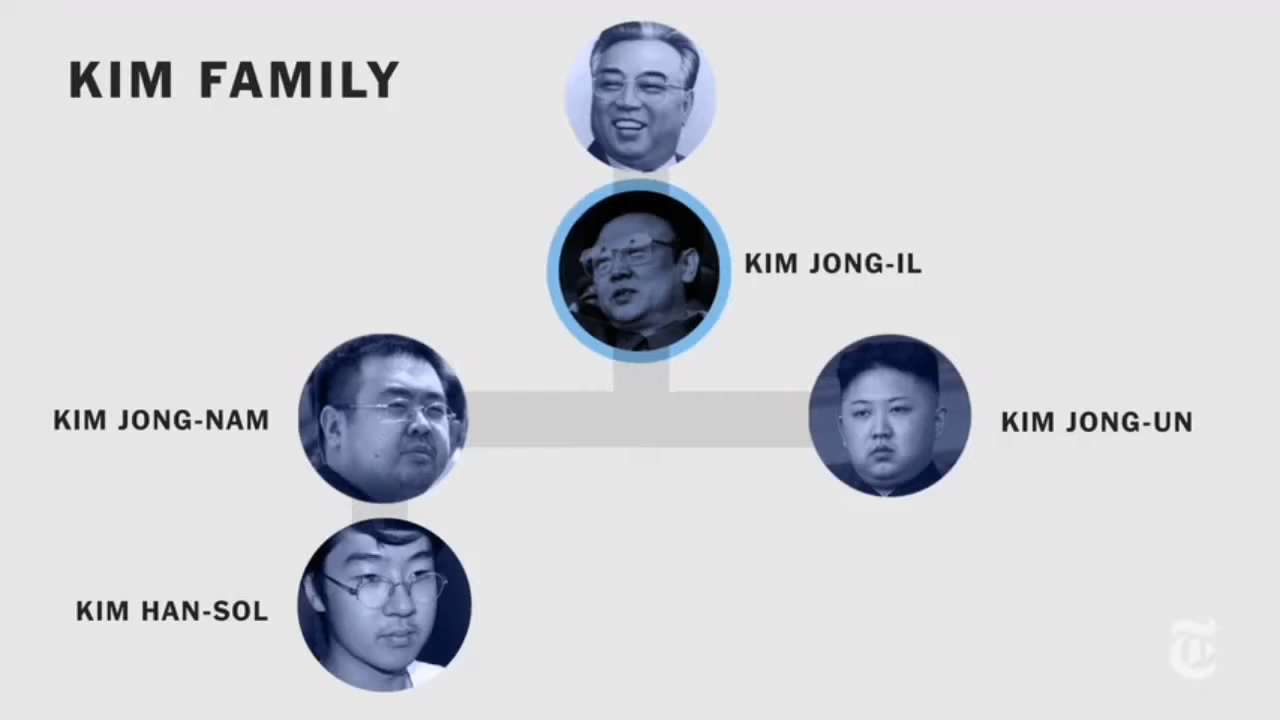 KIM FAMILY
KIM JONG-IL
KIM JONG-NAM
KIM JONG-UN
KIM HAN-SOL
T